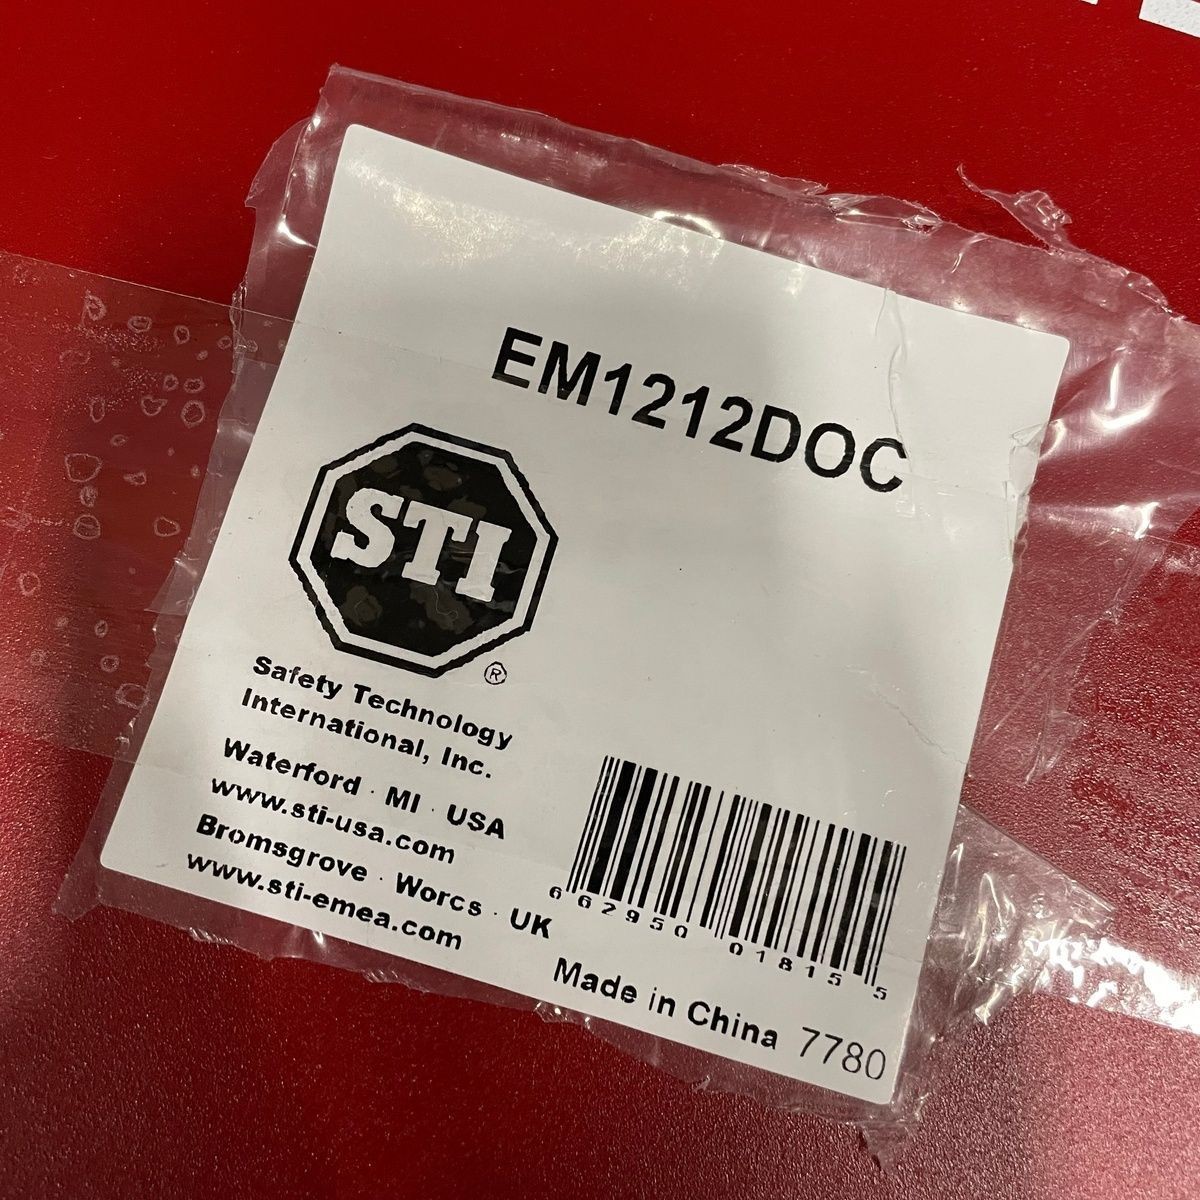 EM1212DOC
STI
®
Safety Technology
International, Inc.
Waterford · MI · USA
www.sti-usa.com
Bromsgrove · Worcs · UK
www.sti-emea.com
6 62950 01815 5
Made in China 7780